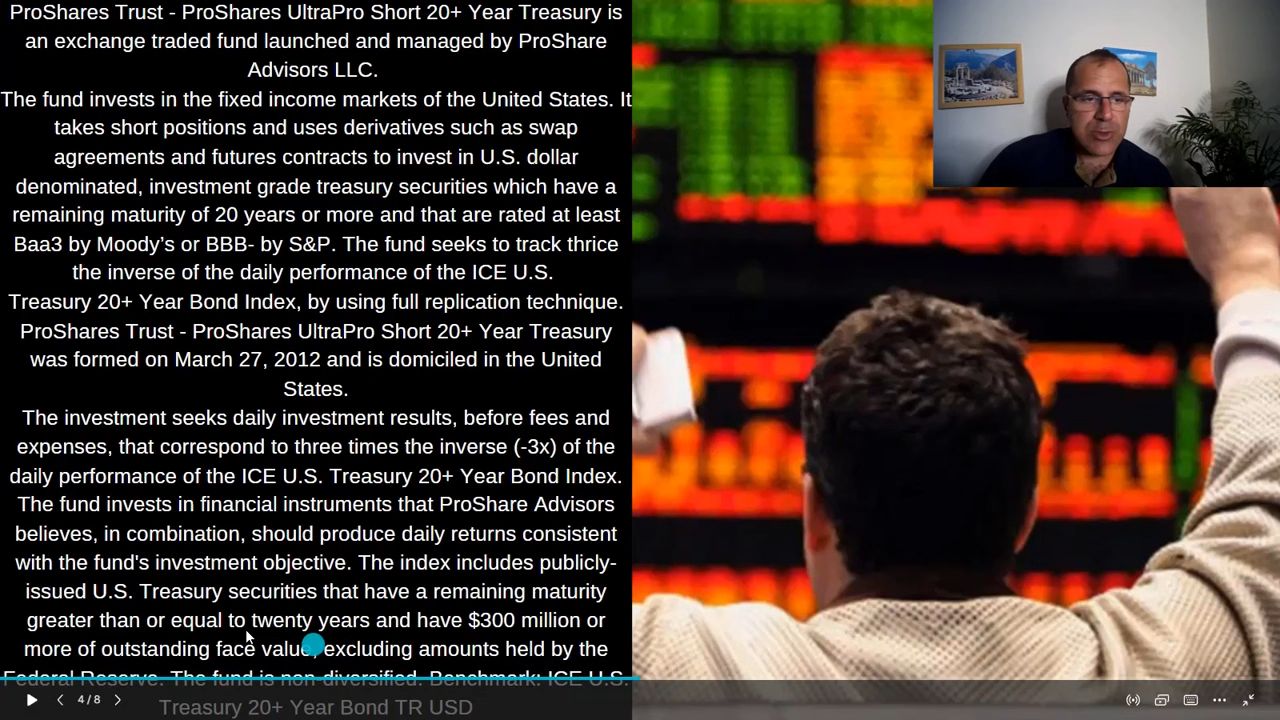 ProShares Trust - ProShares UltraPro Short 20+ Year Treasury is
an exchange traded fund launched and managed by ProShare
Advisors LLC.
The fund invests in the fixed income markets of the United States. It
takes short positions and uses derivatives such as swap
agreements and futures contracts to invest in U.S. dollar
denominated, investment grade treasury securities which have a
remaining maturity of 20 years or more and that are rated at least
Baa3 by Moody’s or BBB- by S&P. The fund seeks to track thrice
the inverse of the daily performance of the ICE U.S.
Treasury 20+ Year Bond Index, by using full replication technique.
ProShares Trust - ProShares UltraPro Short 20+ Year Treasury
was formed on March 27, 2012 and is domiciled in the United
States.
The investment seeks daily investment results, before fees and
expenses, that correspond to three times the inverse (-3x) of the
daily performance of the ICE U.S. Treasury 20+ Year Bond Index.
The fund invests in financial instruments that ProShare Advisors
believes, in combination, should produce daily returns consistent
with the fund's investment objective. The index includes publicly-
issued U.S. Treasury securities that have a remaining maturity
greater than or equal to twenty years and have $300 million or
more of outstanding face value, excluding amounts held by the
Federal Reserve. The fund is non-diversified. Benchmark: ICE U.S.
Treasury 20+ Year Bond TR USD
4 / 8